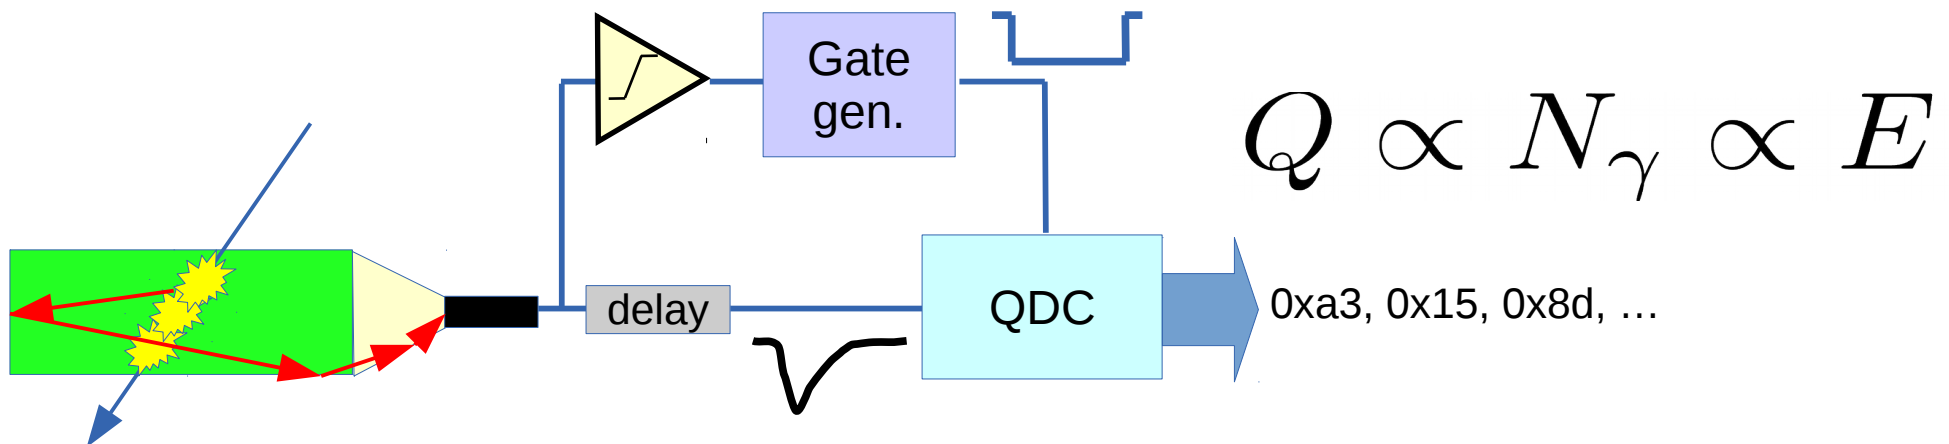 Gate
gen.
Q ∝ N_γ ∝ E
delay
QDC
0xa3, 0x15, 0x8d, ...